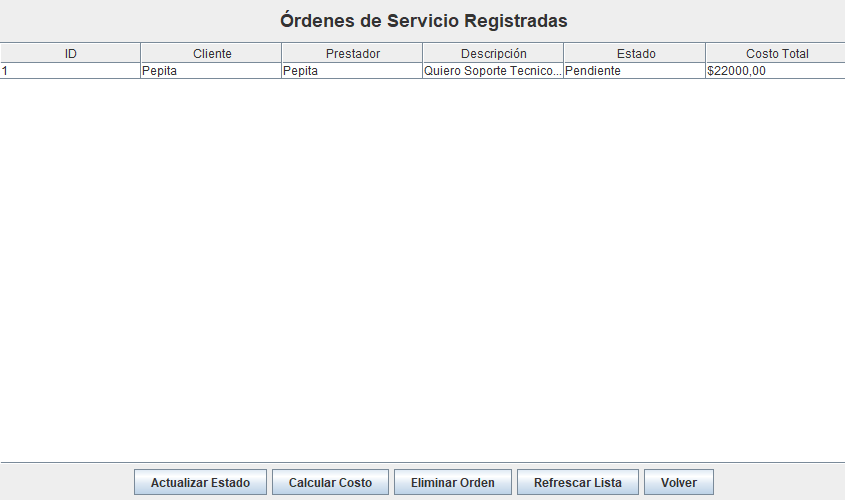 Órdenes de Servicio Registradas
ID Cliente Prestador Descripción Estado Costo Total
1 Pepita Pepita Quiero Soporte Tecnico... Pendiente $22000,00
Actualizar Estado Calcular Costo Eliminar Orden Refrescar Lista Volver